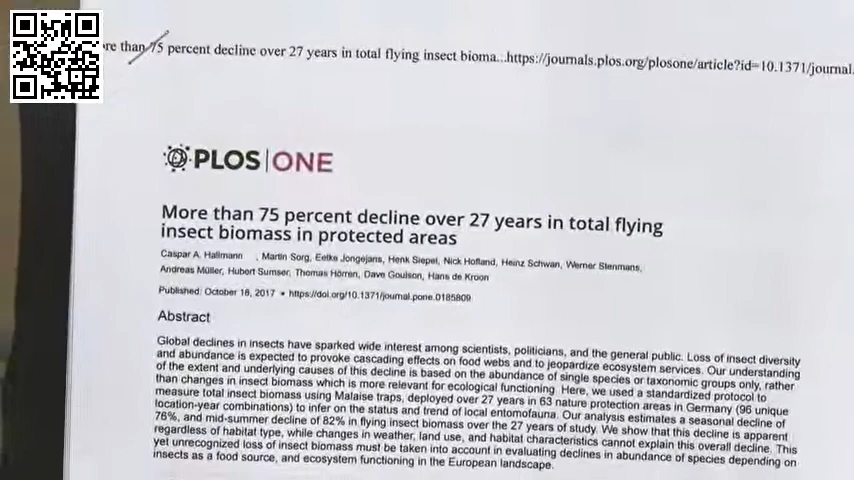 re than 75 percent decline over 27 years in total flying insect bioma...https://journals.plos.org/plosone/article?id=10.1371/journal.
PLOS | ONE
More than 75 percent decline over 27 years in total flying
insect biomass in protected areas
Caspar A. Hallmann , Martin Sorg, Eelke Jongejans, Henk Siepel, Nick Hofland, Heinz Schwan, Werner Stenmans,
Andreas Müller, Hubert Sumser, Thomas Hörren, Dave Goulson, Hans de Kroon
Published: October 18, 2017 • https://doi.org/10.1371/journal.pone.0185809
Abstract
Global declines in insects have sparked wide interest among scientists, politicians, and the general public. Loss of insect diversity
and abundance is expected to provoke cascading effects on food webs and to jeopardize ecosystem services. Our understanding
of the extent and underlying causes of this decline is based on the abundance of single species or taxonomic groups only, rather
than changes in insect biomass which is more relevant for ecological functioning. Here, we used a standardized protocol to
measure total insect biomass using Malaise traps, deployed over 27 years in 63 nature protection areas in Germany (96 unique
location-year combinations) to infer on the status and trend of local entomofauna. Our analysis estimates a seasonal decline of
76%, and mid-summer decline of 82% in flying insect biomass over the 27 years of study. We show that this decline is apparent
regardless of habitat type, while changes in weather, land use, and habitat characteristics cannot explain this overall decline. This
yet unrecognized loss of insect biomass must be taken into account in evaluating declines in abundance of species depending on
insects as a food source, and ecosystem functioning in the European landscape.